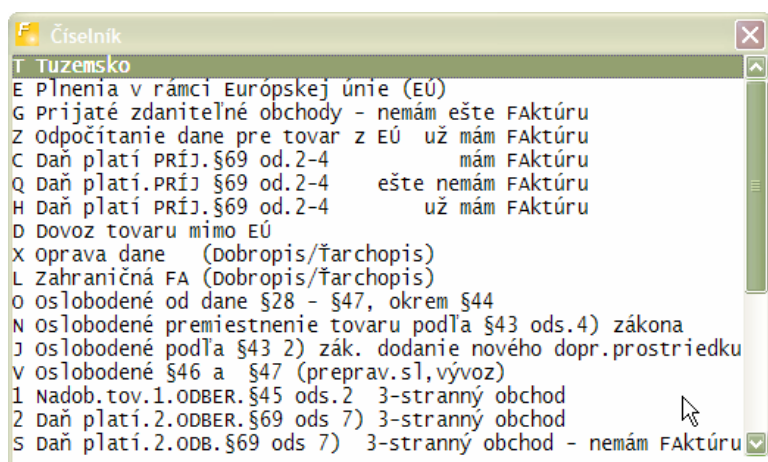 Číselník
T Tuzemsko
E Plnenia v rámci Európskej únie (EÚ)
G Prijaté zdaniteľné obchody - nemám ešte FAktúru
Z Odpočítanie dane pre tovar z EÚ  už mám FAktúru
C Daň platí PRÍJ.§69 od.2-4         mám FAktúru
Q Daň platí.PRÍJ §69 od.2-4    ešte nemám FAktúru
H Daň platí PRÍJ.§69 od.2-4      už mám FAktúru
D Dovoz tovaru mimo EÚ
X Oprava dane   (Dobropis/Ťarchopis)
L Zahraničná FA (Dobropis/Ťarchopis)
O Oslobodené od dane §28 - §47, okrem §44
N Oslobodené premiestnenie tovaru podľa §43 ods.4) zákona
J Oslobodené podľa §43 2) zák. dodanie nového dopr.prostriedku
V Oslobodené §46 a  §47 (preprav.sl,vývoz)
1 Nadob.tov.1.ODBER.§45 ods.2  3-stranný obchod
2 Daň platí.2.ODBER.§69 ods 7) 3-stranný obchod
S Daň platí.2.ODB.§69 ods 7)  3-stranný obchod - nemám FAktúru